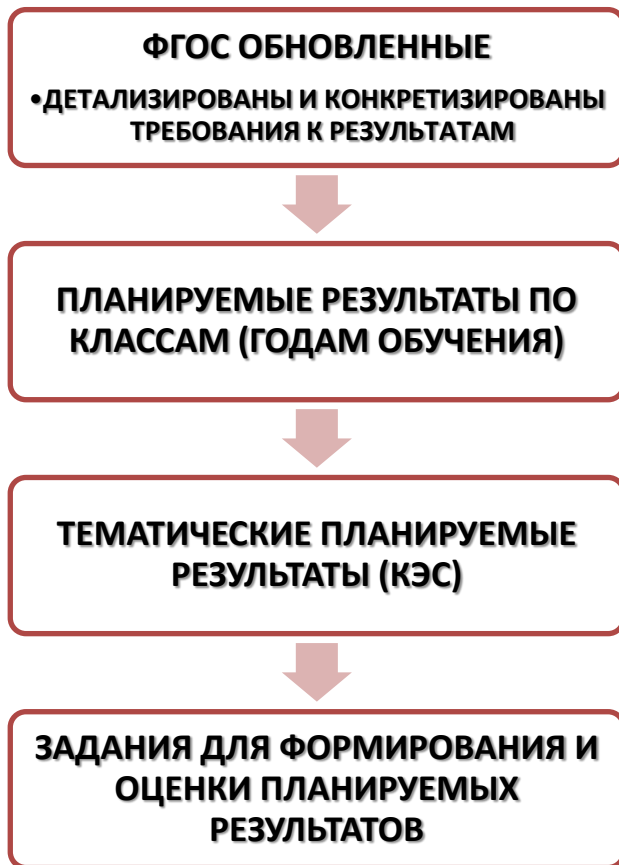 ФГОС ОБНОВЛЕННЫЕ
•ДЕТАЛИЗИРОВАНЫ И КОНКРЕТИЗИРОВАНЫ
ТРЕБОВАНИЯ К РЕЗУЛЬТАТАМ
ПЛАНИРУЕМЫЕ РЕЗУЛЬТАТЫ ПО
КЛАССАМ (ГОДАМ ОБУЧЕНИЯ)
ТЕМАТИЧЕСКИЕ ПЛАНИРУЕМЫЕ
РЕЗУЛЬТАТЫ (КЭС)
ЗАДАНИЯ ДЛЯ ФОРМИРОВАНИЯ И
ОЦЕНКИ ПЛАНИРУЕМЫХ
РЕЗУЛЬТАТОВ